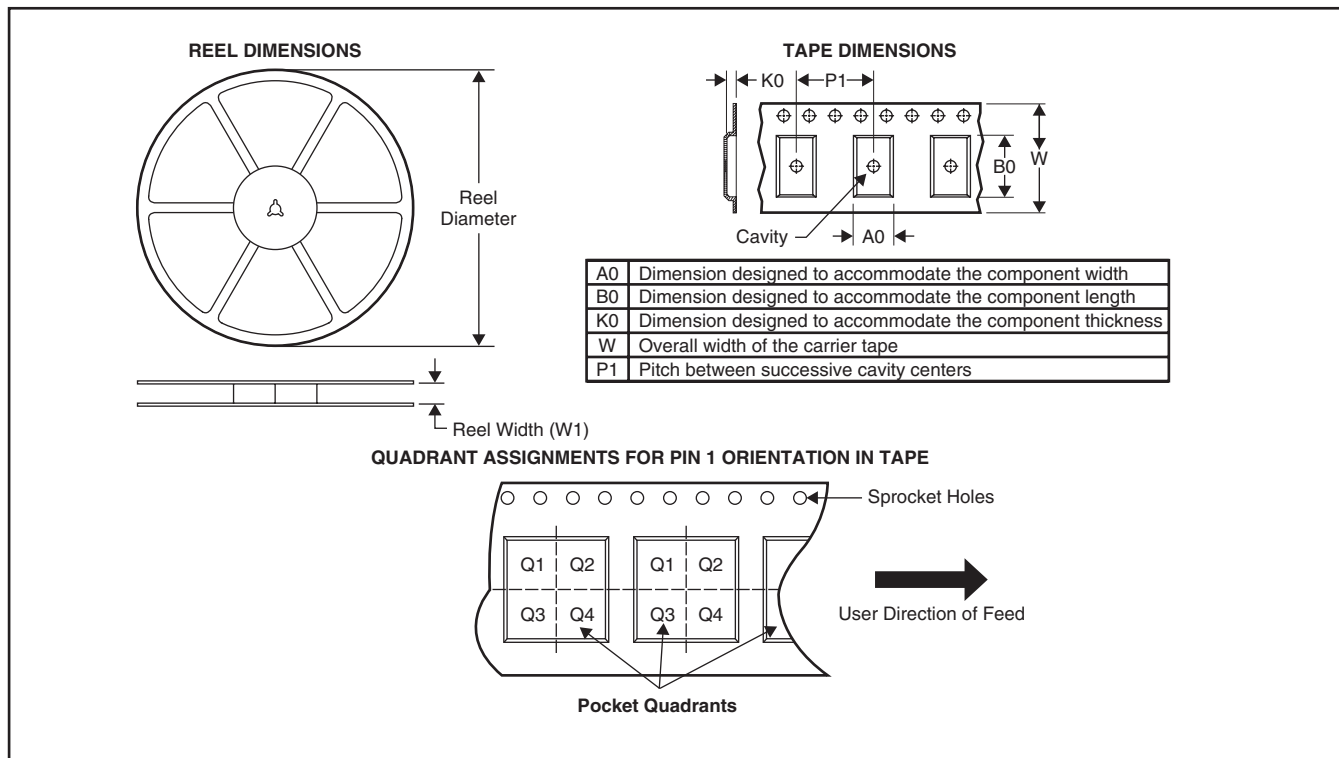 REEL DIMENSIONS
Reel
Diameter
Reel Width (W1)
TAPE DIMENSIONS
K0
P1
B0
W
Cavity
A0
A0 Dimension designed to accommodate the component width
B0 Dimension designed to accommodate the component length
K0 Dimension designed to accommodate the component thickness
W Overall width of the carrier tape
P1 Pitch between successive cavity centers
QUADRANT ASSIGNMENTS FOR PIN 1 ORIENTATION IN TAPE
Sprocket Holes
Q1 Q2 Q1 Q2
Q3 Q4 Q3 Q4
User Direction of Feed
Pocket Quadrants